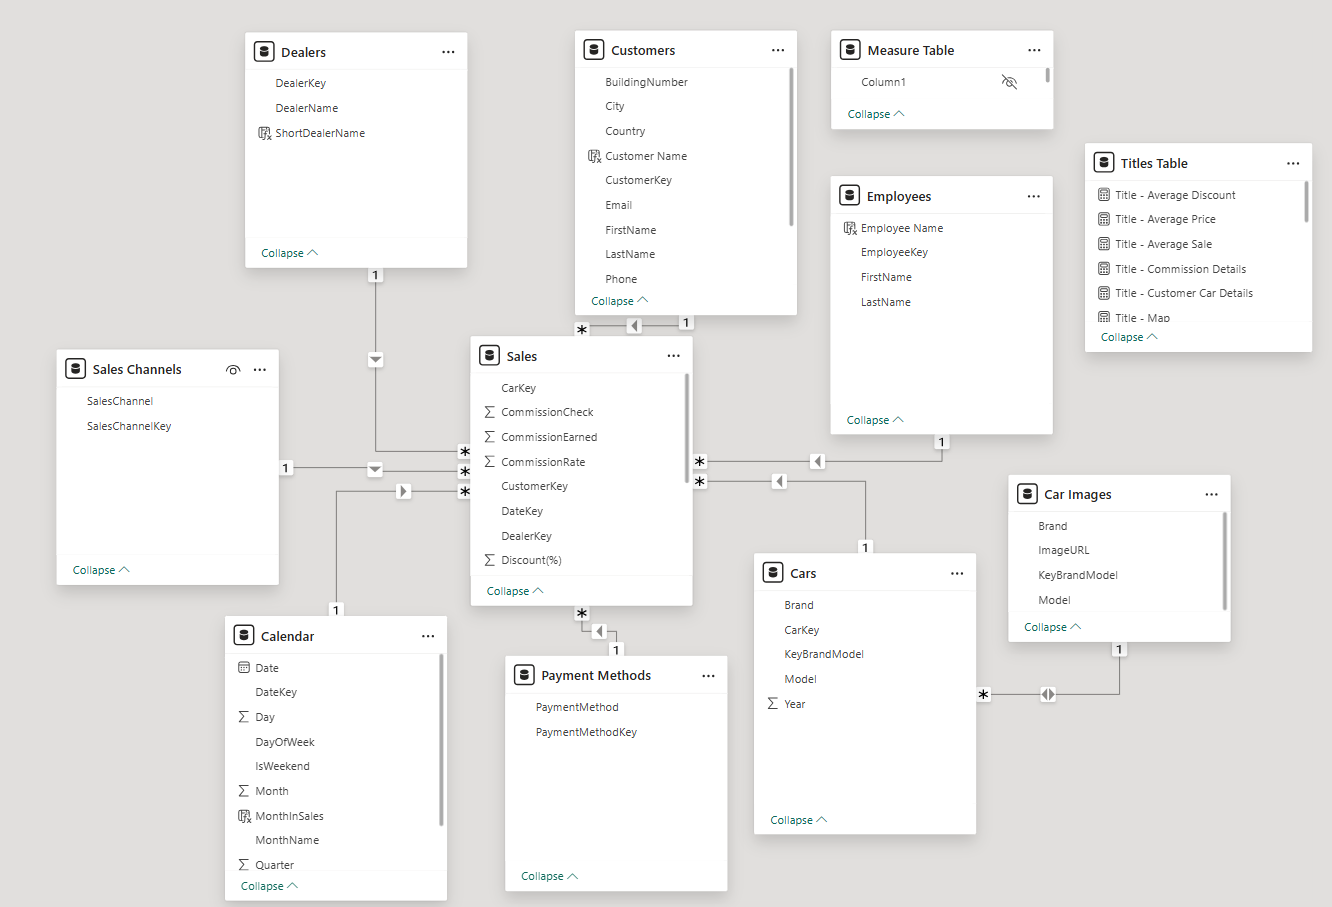 Dealers
DealerKey
DealerName
ShortDealerName
Collapse
1
Customers
BuildingNumber
City
Country
Customer Name
CustomerKey
Email
FirstName
LastName
Phone
Collapse
1
*
Measure Table
Column1
Collapse
Titles Table
Title - Average Discount
Title - Average Price
Title - Average Sale
Title - Commission Details
Title - Customer Car Details
Title - Map
Collapse
Employees
Employee Name
EmployeeKey
FirstName
LastName
Collapse
1
Sales Channels
SalesChannel
SalesChannelKey
Collapse
1
Sales
CarKey
CommissionCheck
CommissionEarned
CommissionRate
CustomerKey
DateKey
DealerKey
Discount(%)
Collapse
*
*
*
*
*
*
Car Images
Brand
ImageURL
KeyBrandModel
Model
Collapse
1
Cars
Brand
CarKey
KeyBrandModel
Model
Year
Collapse
1
*
Calendar
Date
DateKey
Day
DayOfWeek
IsWeekend
Month
MonthInSales
MonthName
Quarter
Collapse
1
Payment Methods
PaymentMethod
PaymentMethodKey
Collapse
1